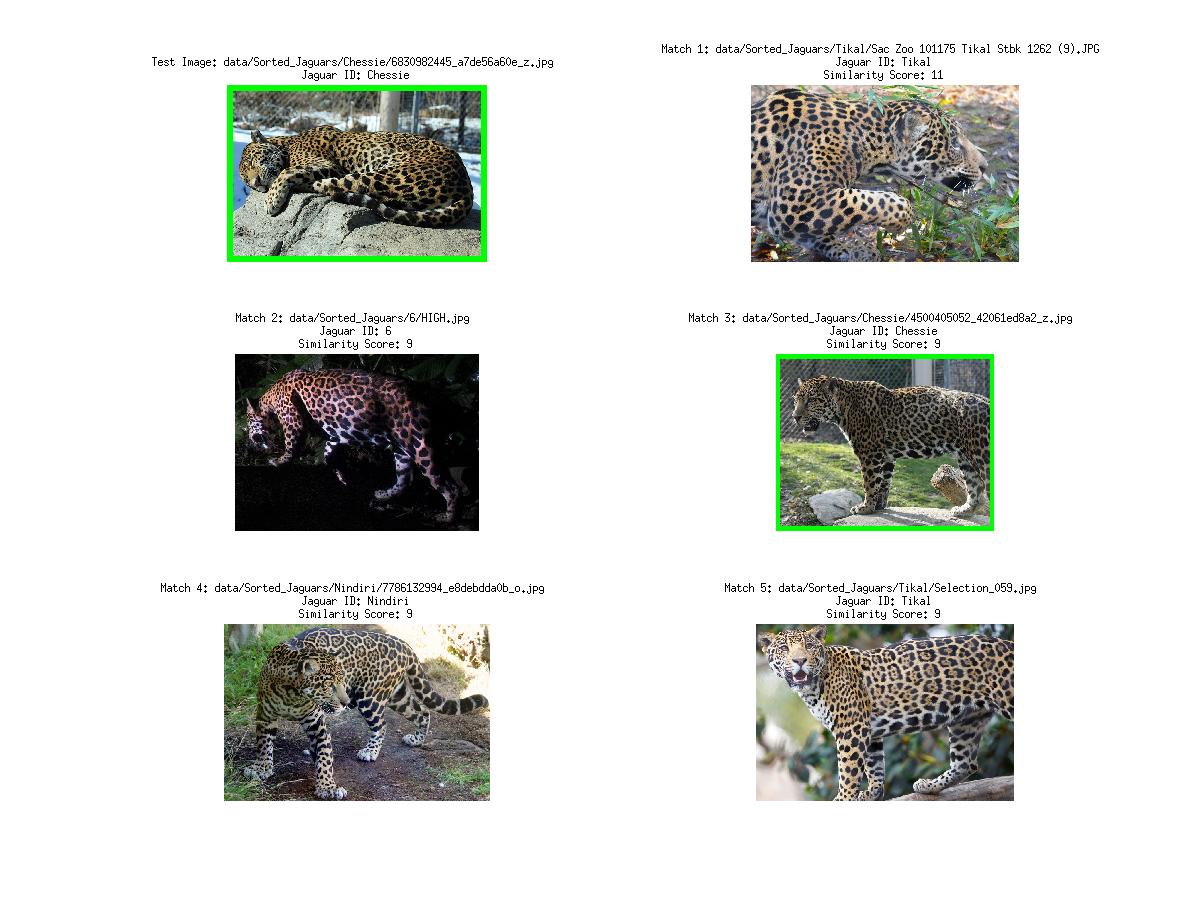 Test Image: data/Sorted_Jaguars/Chessie/6830982445_a7de56a60e_z.jpg
Jaguar ID: Chessie
Match 1: data/Sorted_Jaguars/Tikal/Sac Zoo 101175 Tikal Stbk 1262 (9).JPG
Jaguar ID: Tikal
Similarity Score: 11
Match 2: data/Sorted_Jaguars/6/HIGH.jpg
Jaguar ID: 6
Similarity Score: 9
Match 3: data/Sorted_Jaguars/Chessie/4500405052_42061ed8a2_z.jpg
Jaguar ID: Chessie
Similarity Score: 9
Match 4: data/Sorted_Jaguars/Nindiri/7786132994_e8debdda0b_o.jpg
Jaguar ID: Nindiri
Similarity Score: 9
Match 5: data/Sorted_Jaguars/Tikal/Selection_059.jpg
Jaguar ID: Tikal
Similarity Score: 9